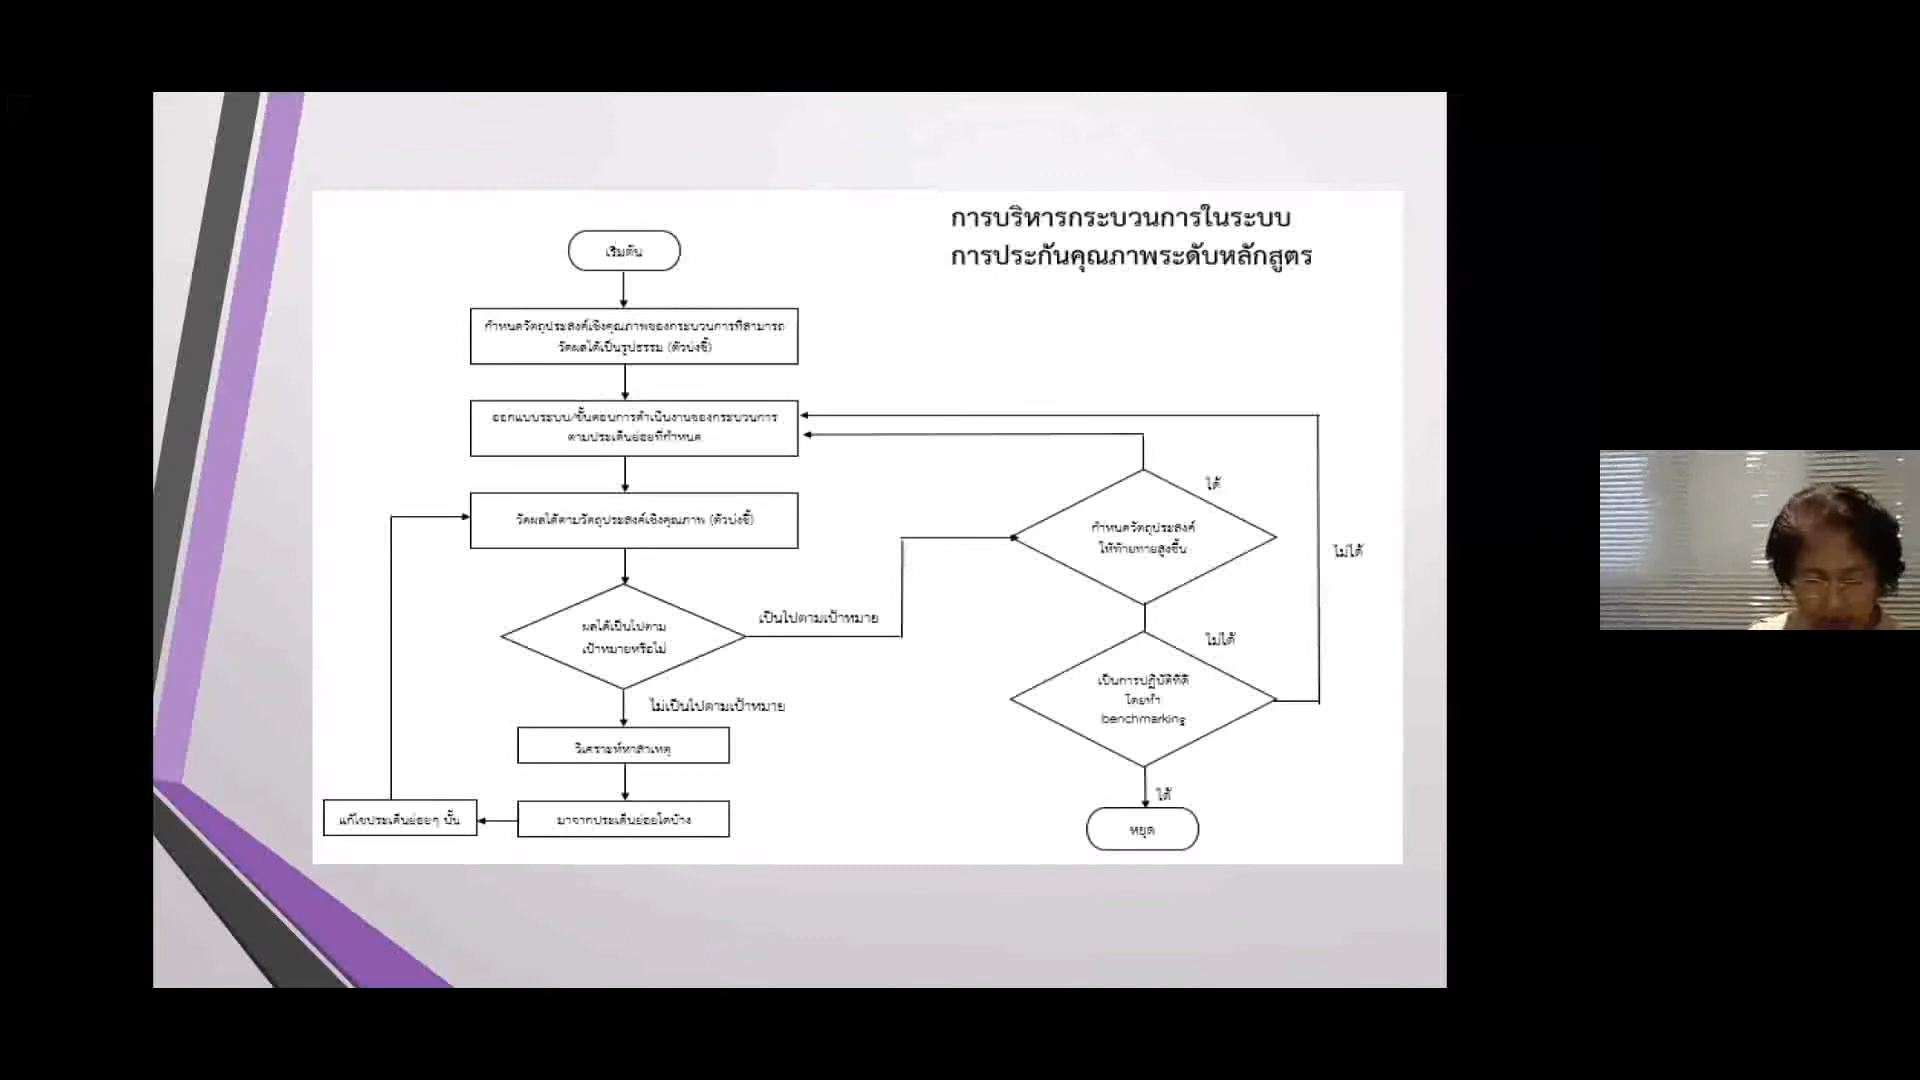 การบริหารกระบวนการในระบบ
การประกันคุณภาพระดับหลักสูตร
เริ่มต้น
กำหนดวัตถุประสงค์เชิงคุณภาพของกระบวนการที่สามารถ
วัดผลได้เป็นรูปธรรม (ตัวบ่งชี้)
ออกแบบระบบ/ขั้นตอนการดำเนินงานของกระบวนการ
ตามประเด็นย่อยที่กำหนด
วัดผลได้ตามวัตถุประสงค์เชิงคุณภาพ (ตัวบ่งชี้)
ผลได้เป็นไปตาม
เป้าหมายหรือไม่
เป็นไปตามเป้าหมาย
ไม่เป็นไปตามเป้าหมาย
วิเคราะห์หาสาเหตุ
มาจากประเด็นย่อยใดบ้าง
แก้ไขประเด็นย่อยๆ นั้น
ได้
กำหนดวัตถุประสงค์
ให้ท้าทายสูงขึ้น
ไม่ได้
ไม่ได้
เป็นการปฏิบัติที่ดี
โดยทำ
benchmarking
ได้
หยุด